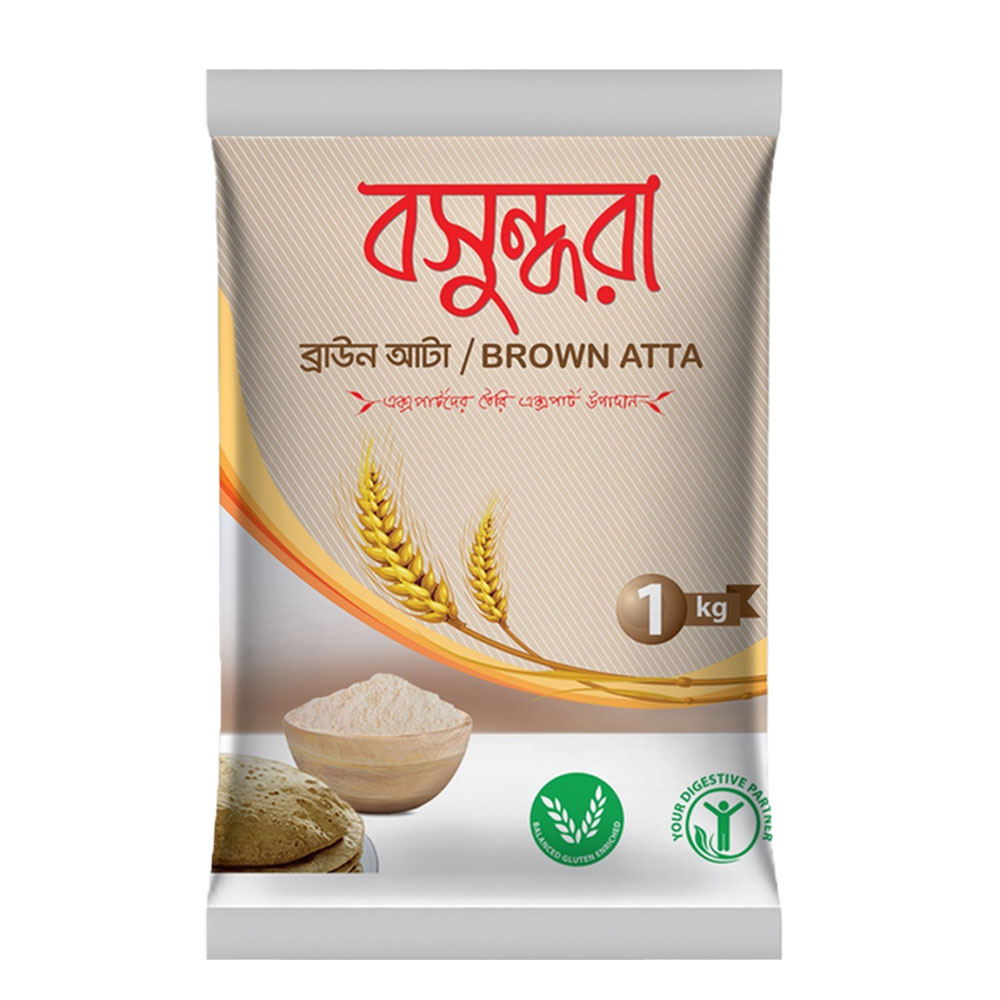 বসুন্ধরা
ব্রাউন আটা / BROWN ATTA
এক্সপার্টদের তৈরি এক্সপার্ট উপাদান
1 kg
BALANCED GLUTEN ENRICHED
YOUR DIGESTIVE PARTNER